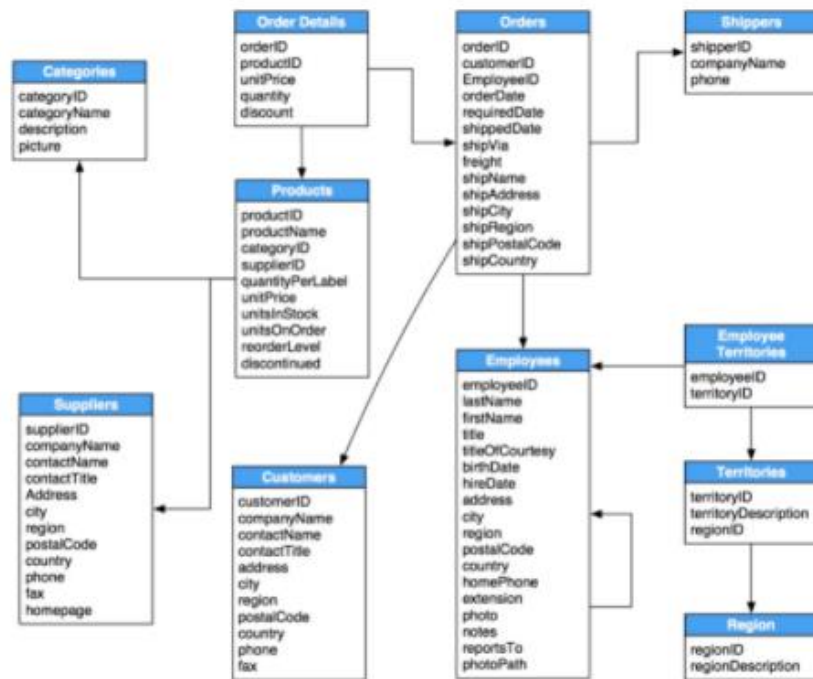 Order Details
orderID
productID
unitPrice
quantity
discount
Orders
orderID
customerID
EmployeeID
orderDate
requiredDate
shippedDate
shipVia
freight
shipName
shipAddress
shipCity
shipRegion
shipPostalCode
shipCountry
Shippers
shipperID
companyName
phone
Categories
categoryID
categoryName
description
picture
Products
productID
productName
categoryID
supplierID
quantityPerLabel
unitPrice
unitsInStock
unitsOnOrder
reorderLevel
discontinued
Employee
Territories
employeeID
territoryID
Employees
employeeID
lastName
firstName
title
titleOfCourtesy
birthDate
hireDate
address
city
region
postalCode
country
homePhone
extension
photo
notes
reportsTo
photoPath
Suppliers
supplierID
companyName
contactName
contactTitle
Address
city
region
postalCode
country
phone
fax
homepage
Customers
customerID
companyName
contactName
contactTitle
address
city
region
postalCode
country
phone
fax
Territories
territoryID
territoryDescription
regionID
Region
regionID
regionDescription